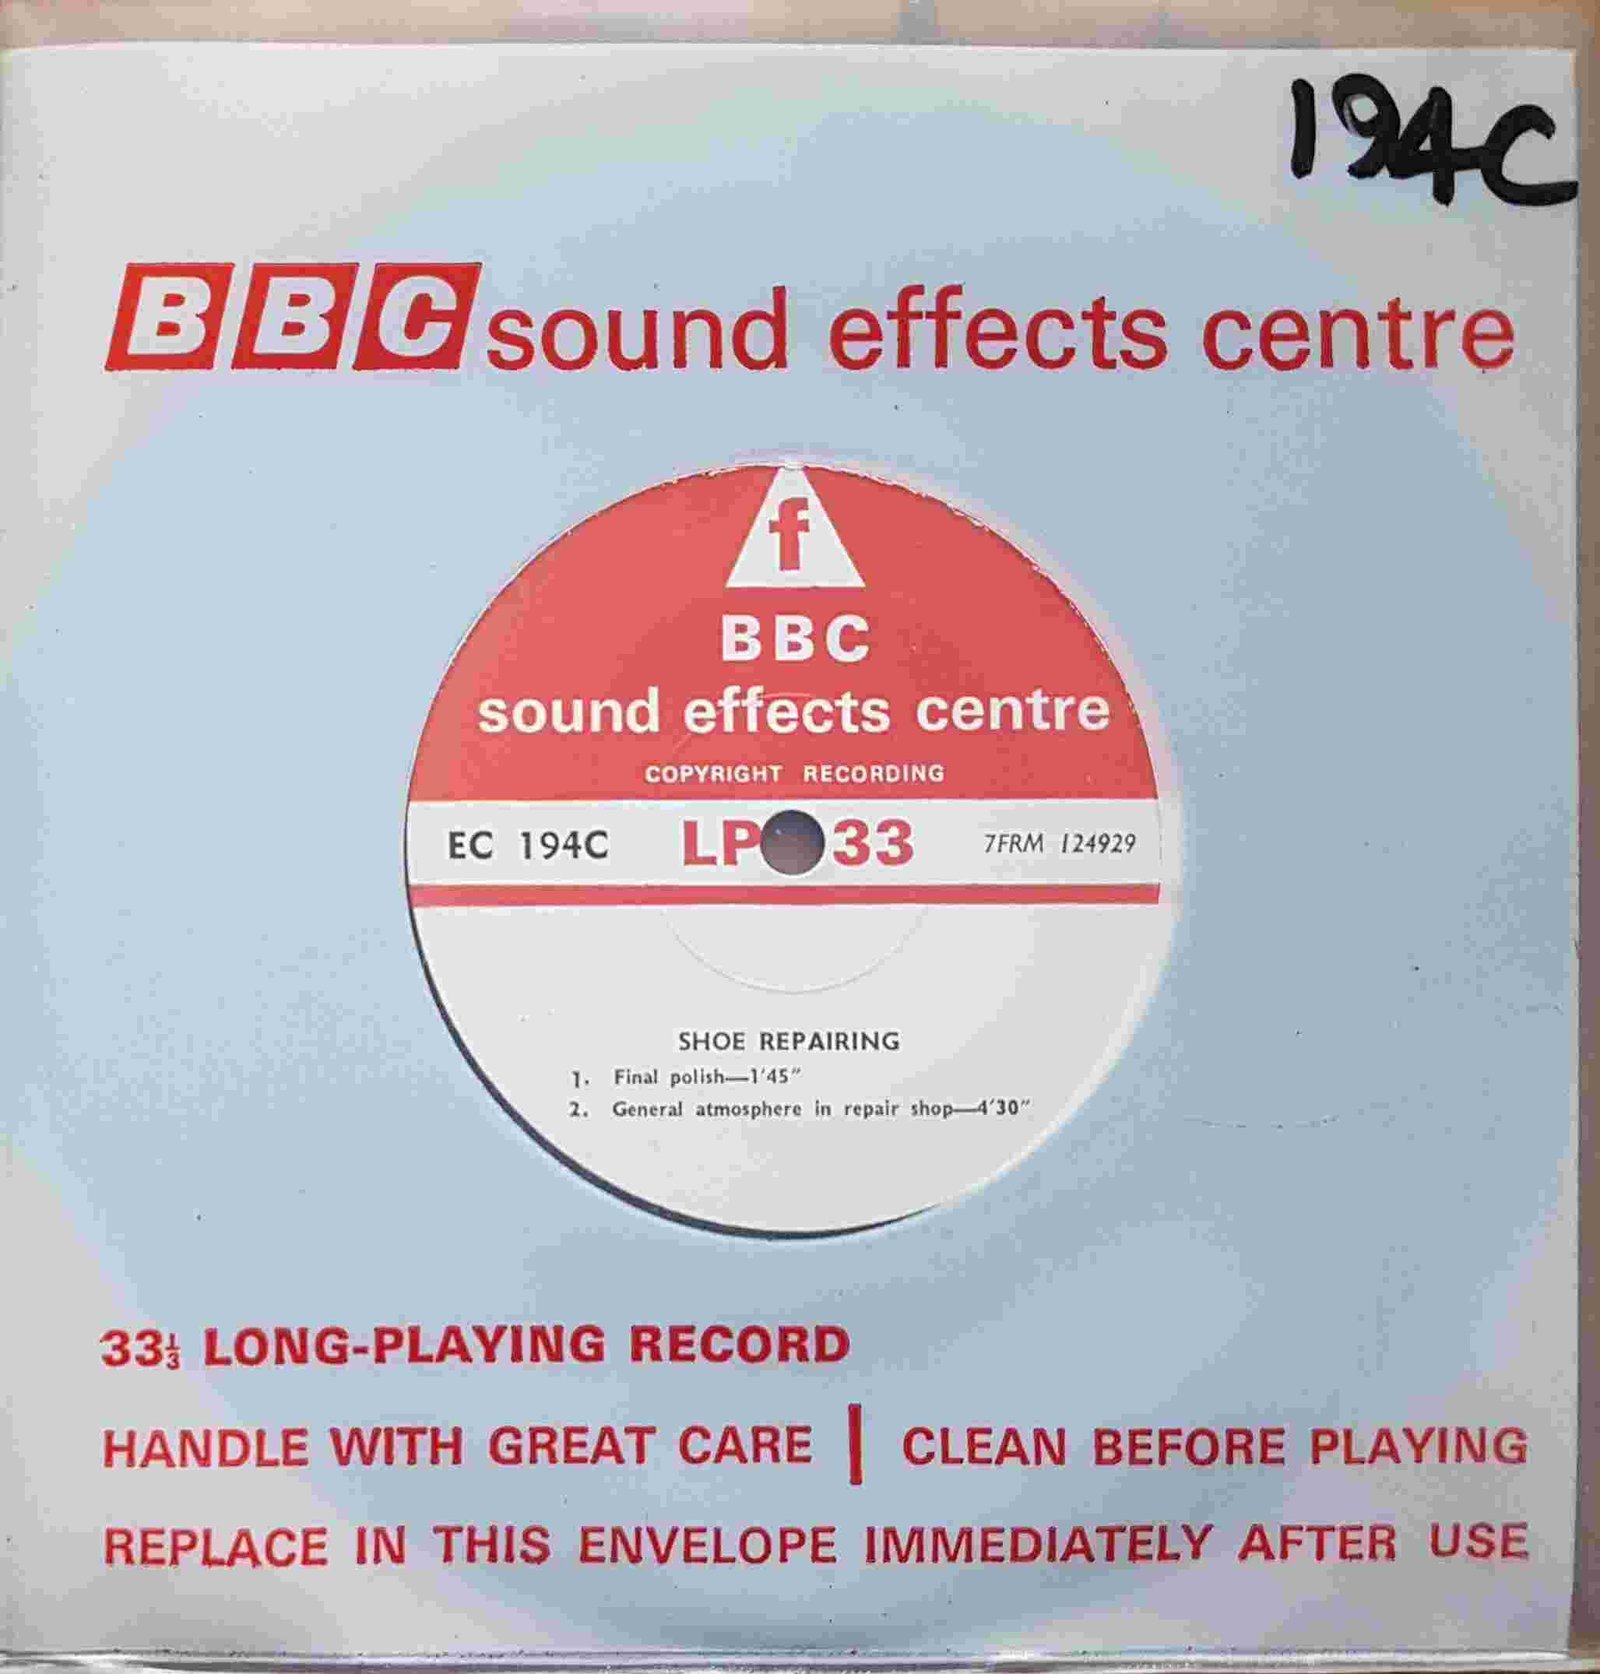 194C
BBC sound effects centre
f
BBC
sound effects centre
COPYRIGHT RECORDING
EC 194C LP 33 7FRM 124929
SHOE REPAIRING
1. Final polish—1'45"
2. General atmosphere in repair shop—4'30"
33⅓ LONG-PLAYING RECORD
HANDLE WITH GREAT CARE | CLEAN BEFORE PLAYING
REPLACE IN THIS ENVELOPE IMMEDIATELY AFTER USE